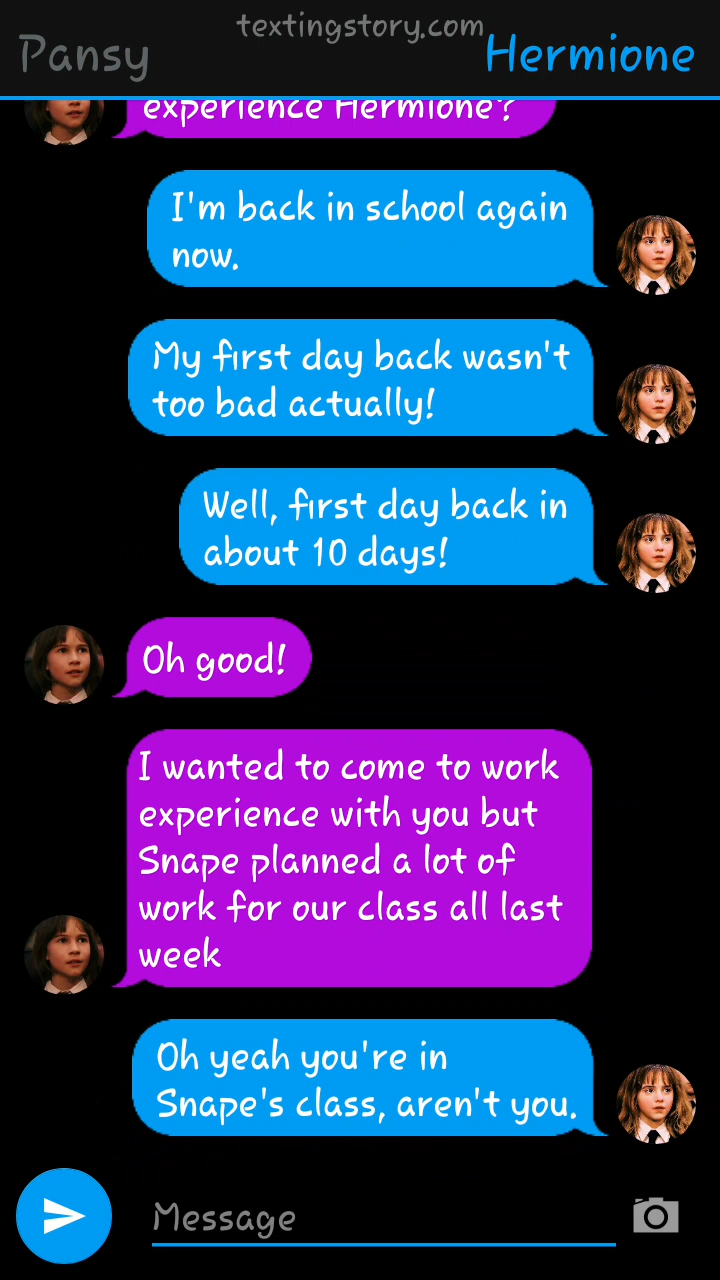 textingstory.com
Pansy
Hermione
experience Hermione?
I'm back in school again
now.
My first day back wasn't
too bad actually!
Well, first day back in
about 10 days!
Oh good!
I wanted to come to work
experience with you but
Snape planned a lot of
work for our class all last
week
Oh yeah you're in
Snape's class, aren't you.
Message